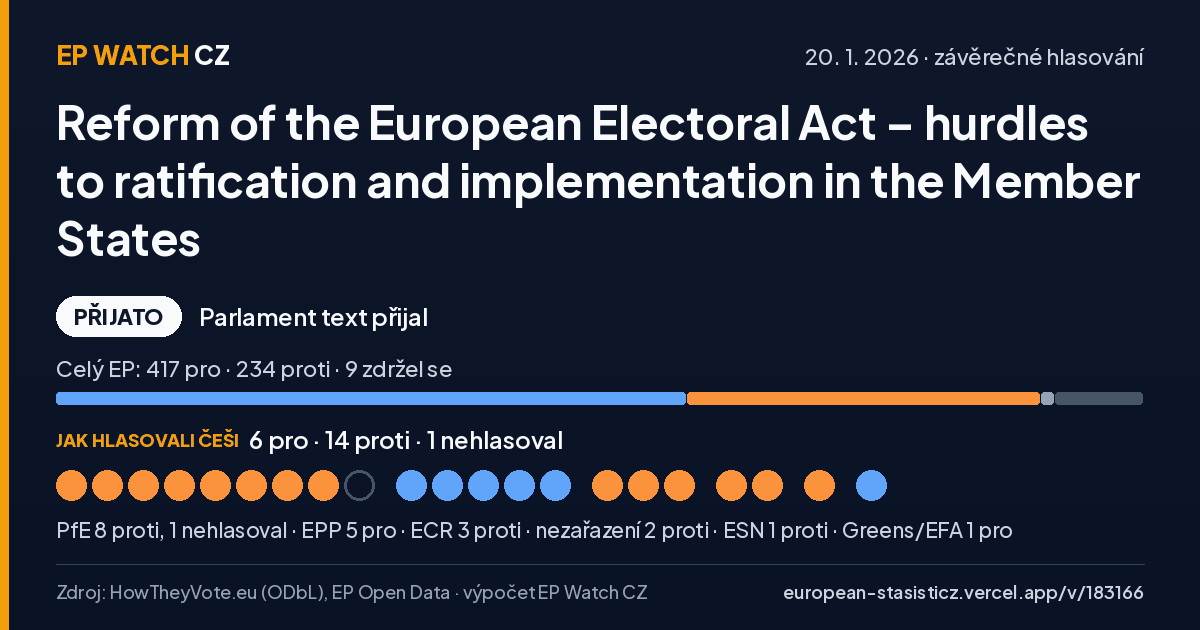 EP WATCH CZ
20. 1. 2026 · závěrečné hlasování
Reform of the European Electoral Act – hurdles
to ratification and implementation in the Member
States
PŘIJATO Parlament text přijal
Celý EP: 417 pro · 234 proti · 9 zdržel se
JAK HLASOVALI ČEŠI 6 pro · 14 proti · 1 nehlasoval
PfE 8 proti, 1 nehlasoval · EPP 5 pro · ECR 3 proti · nezařazení 2 proti · ESN 1 proti · Greens/EFA 1 pro
Zdroj: HowTheyVote.eu (ODbL), EP Open Data · výpočet EP Watch CZ
european-stasisticz.vercel.app/v/183166